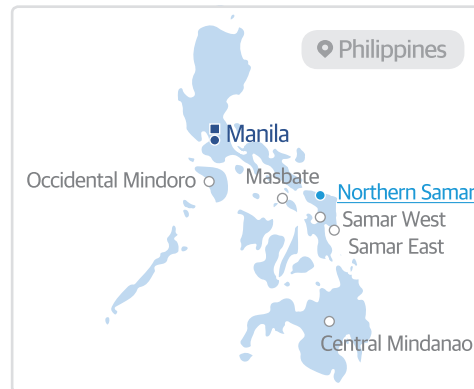 Philippines
Manila
Occidental Mindoro
Masbate
Northern Samar
Samar West
Samar East
Central Mindanao